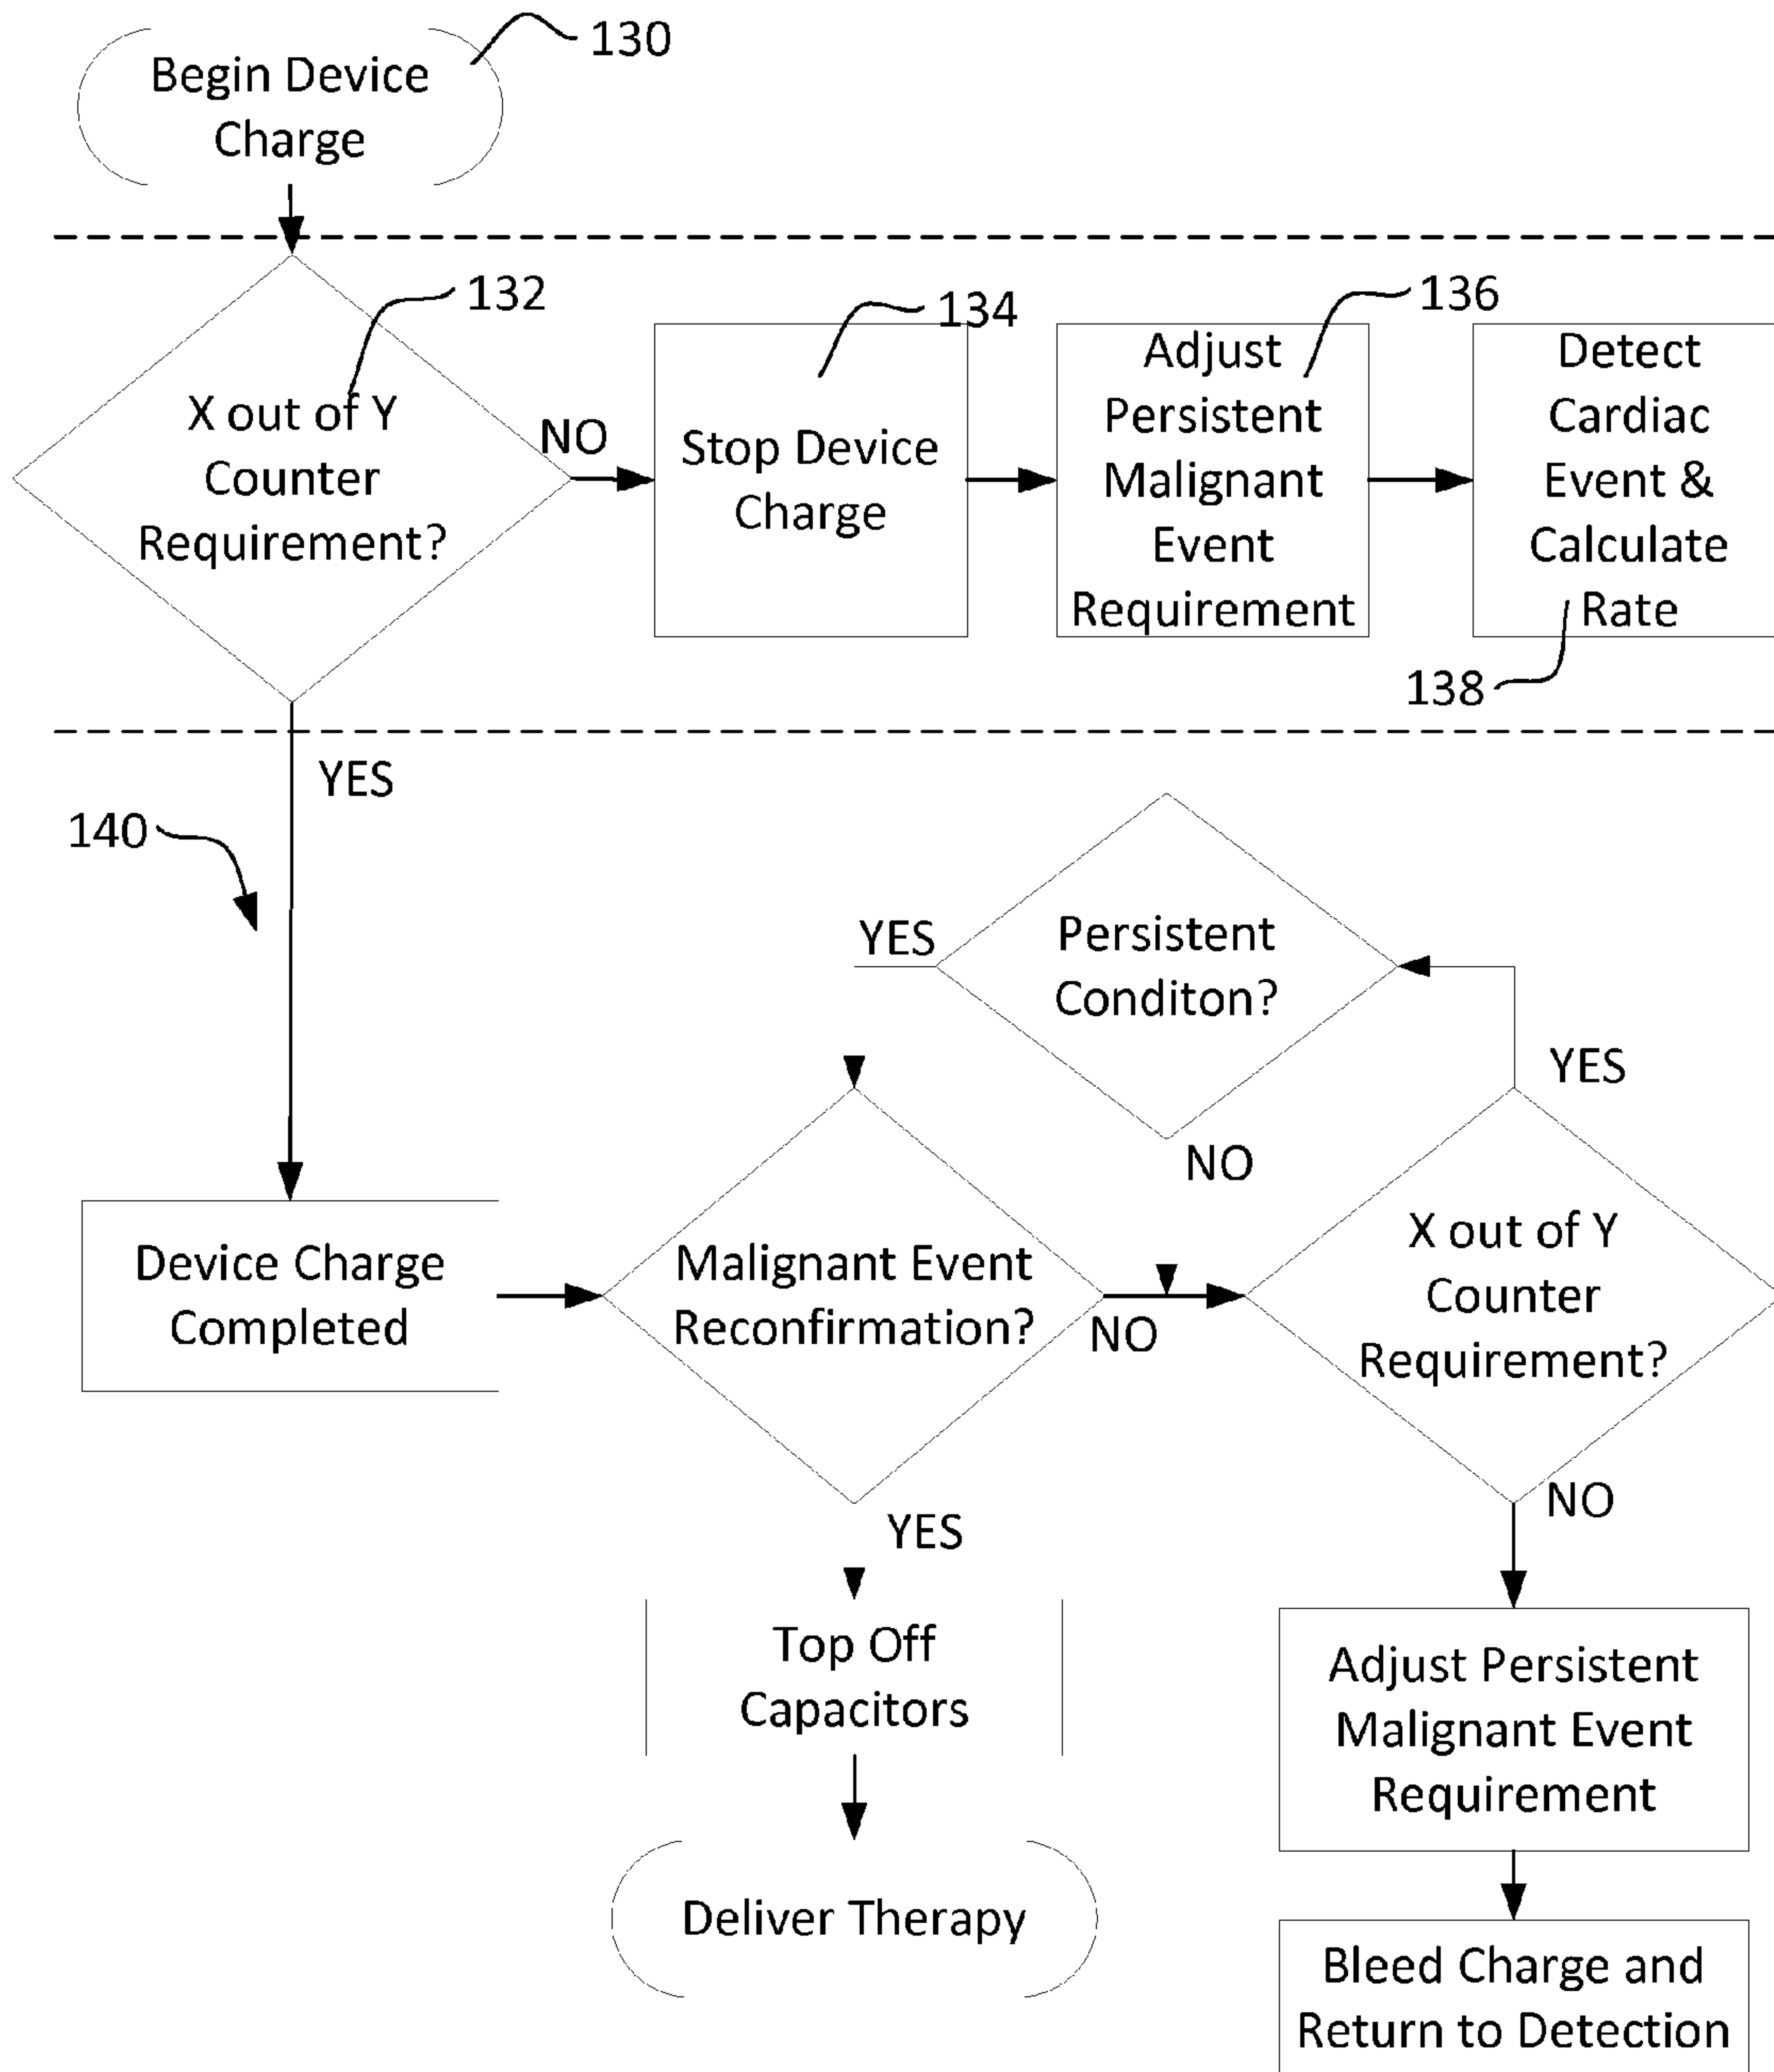 Begin Device
Charge
130
X out of Y
Counter
Requirement?
132
NO
Stop Device
Charge
134
Adjust
Persistent
Malignant
Event
Requirement
136
Detect
Cardiac
Event &
Calculate
Rate
138
YES
140
Persistent
Conditon?
YES
NO
Device Charge
Completed
Malignant Event
Reconfirmation?
NO
X out of Y
Counter
Requirement?
YES
NO
YES
Top Off
Capacitors
Deliver Therapy
Adjust Persistent
Malignant Event
Requirement
Bleed Charge and
Return to Detection